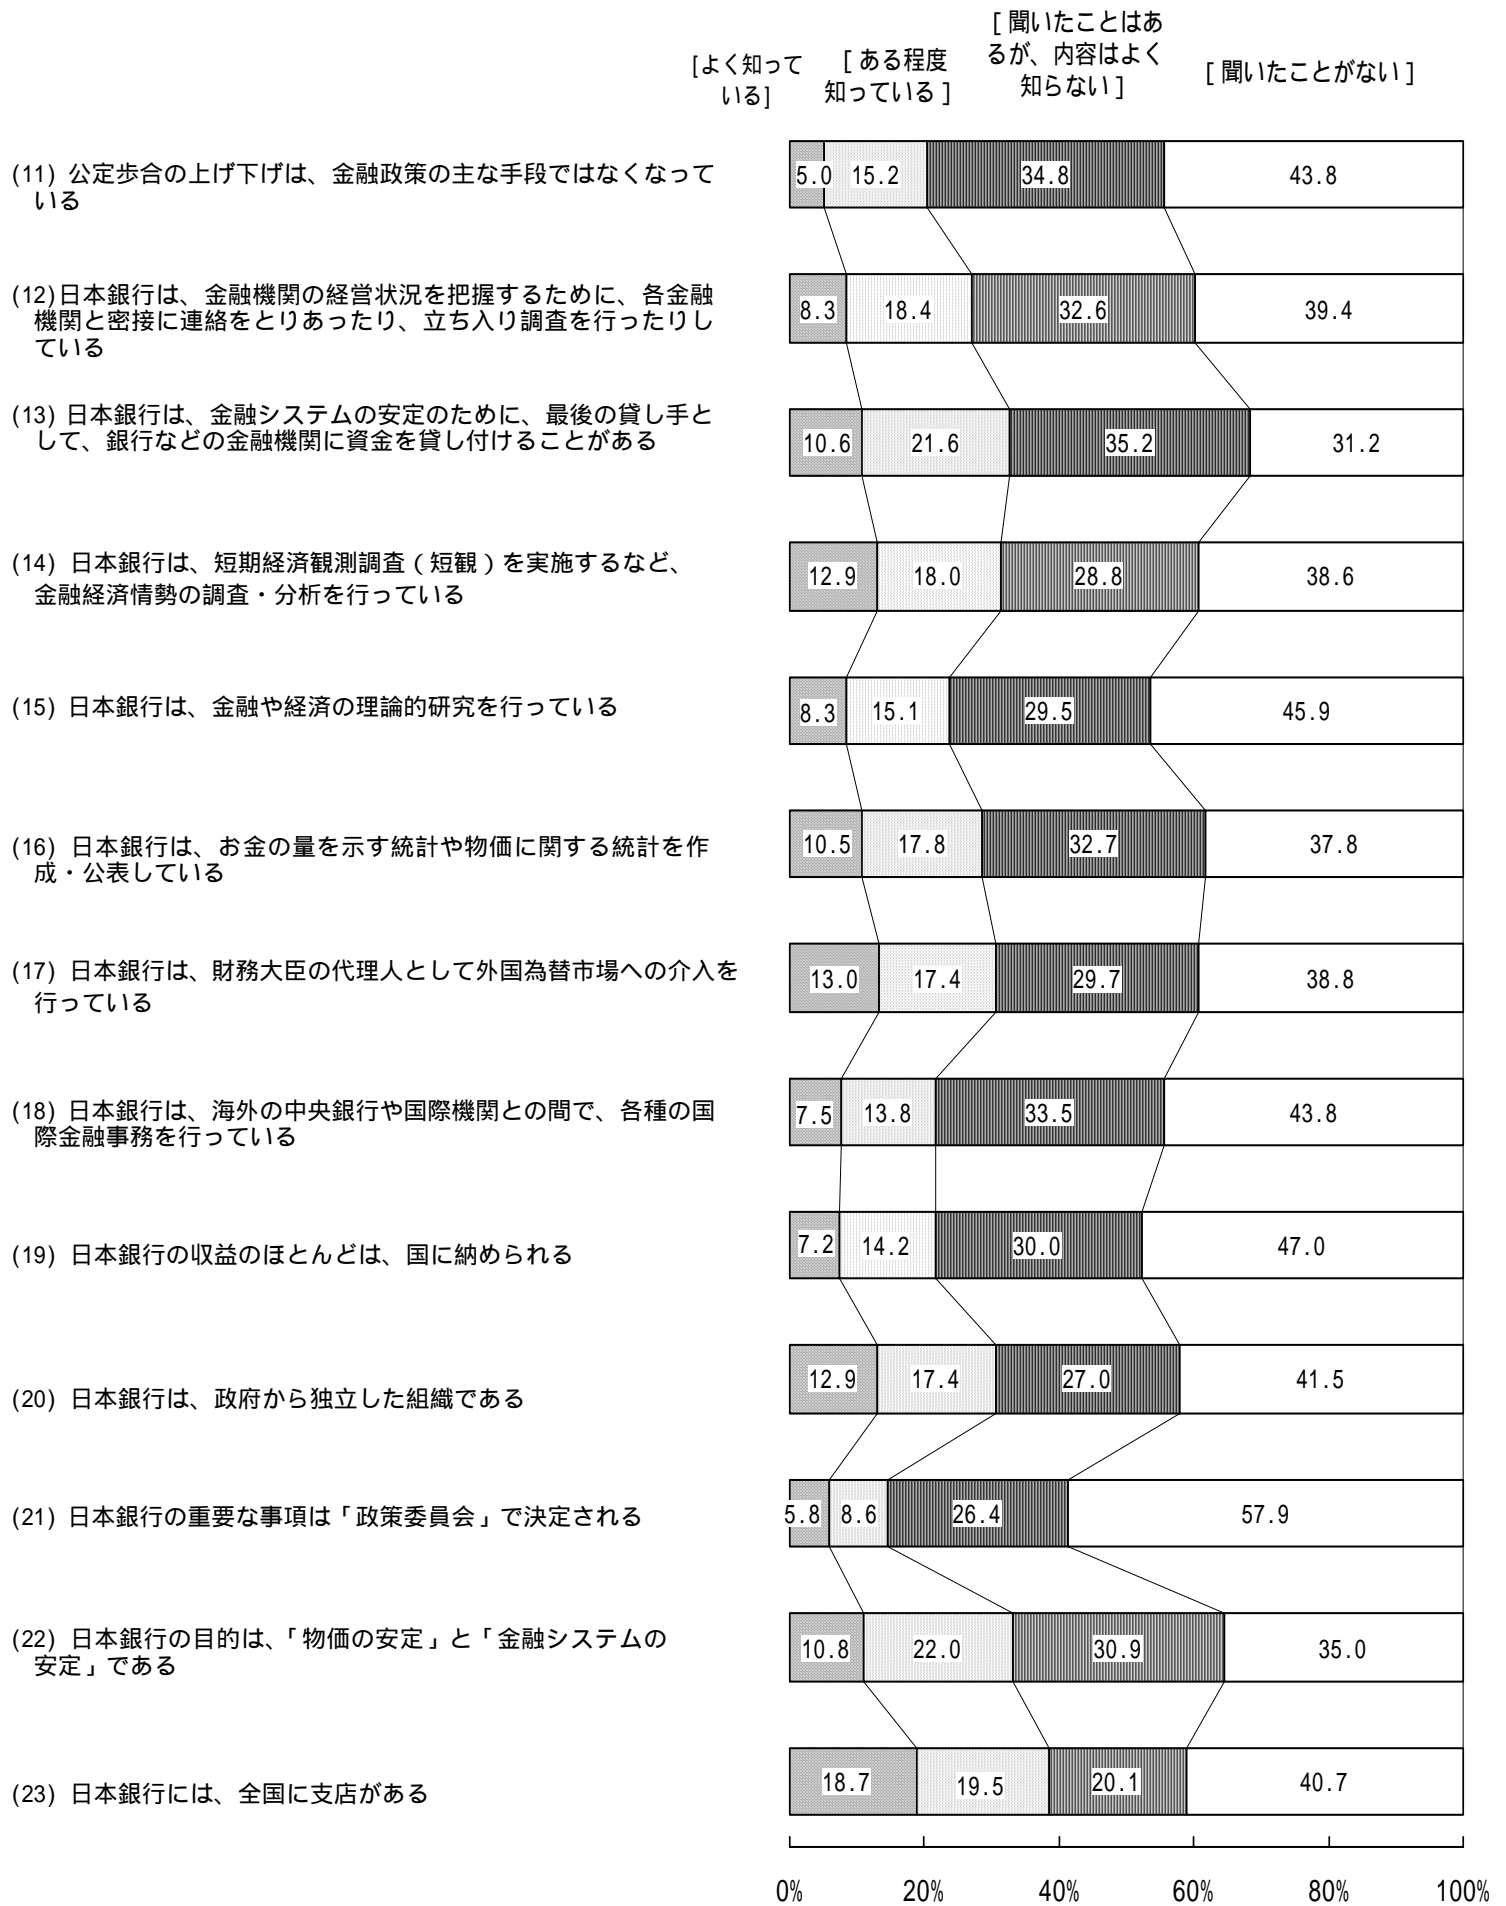 [よく知って
いる]
[ ある程度
知っている ]
[ 聞いたことはあ
るが、内容はよく
知らない ]
[ 聞いたことがない ]
(11) 公定歩合の上げ下げは、金融政策の主な手段ではなくなって
いる
5.0 15.2 34.8 43.8
(12)日本銀行は、金融機関の経営状況を把握するために、各金融
機関と密接に連絡をとりあったり、立ち入り調査を行ったりし
ている
8.3 18.4 32.6 39.4
(13) 日本銀行は、金融システムの安定のために、最後の貸し手と
して、銀行などの金融機関に資金を貸し付けることがある
10.6 21.6 35.2 31.2
(14) 日本銀行は、短期経済観測調査（短観）を実施するなど、
金融経済情勢の調査・分析を行っている
12.9 18.0 28.8 38.6
(15) 日本銀行は、金融や経済の理論的研究を行っている
8.3 15.1 29.5 45.9
(16) 日本銀行は、お金の量を示す統計や物価に関する統計を作
成・公表している
10.5 17.8 32.7 37.8
(17) 日本銀行は、財務大臣の代理人として外国為替市場への介入を
行っている
13.0 17.4 29.7 38.8
(18) 日本銀行は、海外の中央銀行や国際機関との間で、各種の国
際金融事務を行っている
7.5 13.8 33.5 43.8
(19) 日本銀行の収益のほとんどは、国に納められる
7.2 14.2 30.0 47.0
(20) 日本銀行は、政府から独立した組織である
12.9 17.4 27.0 41.5
(21) 日本銀行の重要な事項は「政策委員会」で決定される
5.8 8.6 26.4 57.9
(22) 日本銀行の目的は、「物価の安定」と「金融システムの
安定」である
10.8 22.0 30.9 35.0
(23) 日本銀行には、全国に支店がある
18.7 19.5 20.1 40.7
0% 20% 40% 60% 80% 100%